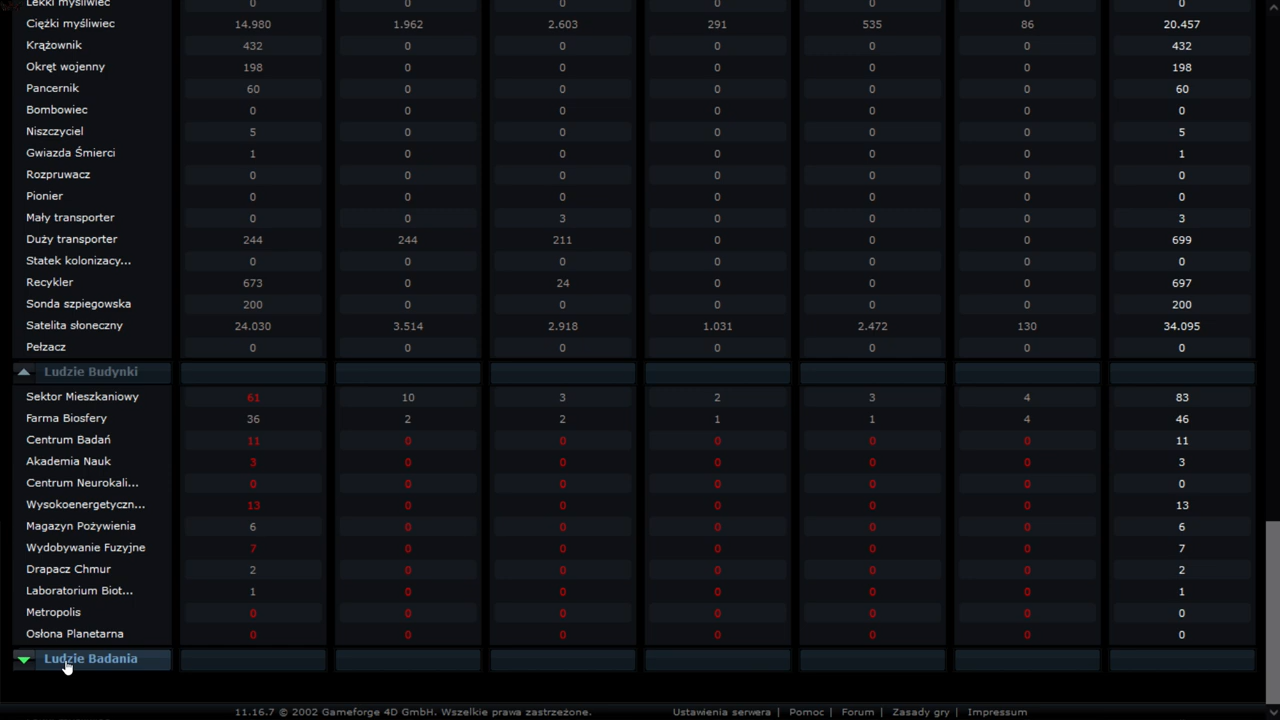 Lekki myśliwiec 0 0 0 0 0 0 0
Ciężki myśliwiec 14.980 1.962 2.603 291 535 86 20.457
Krążownik 432 0 0 0 0 0 432
Okręt wojenny 198 0 0 0 0 0 198
Pancernik 60 0 0 0 0 0 60
Bombowiec 0 0 0 0 0 0 0
Niszczyciel 5 0 0 0 0 0 5
Gwiazda Śmierci 1 0 0 0 0 0 1
Rozpruwacz 0 0 0 0 0 0 0
Pionier 0 0 0 0 0 0 0
Mały transporter 0 0 3 0 0 0 3
Duży transporter 244 244 211 0 0 0 699
Statek kolonizacy... 0 0 0 0 0 0 0
Recykler 673 0 24 0 0 0 697
Sonda szpiegowska 200 0 0 0 0 0 200
Satelita słoneczny 24.030 3.514 2.918 1.031 2.472 130 34.095
Pełzacz 0 0 0 0 0 0 0
Ludzie Budynki
Sektor Mieszkaniowy 61 10 3 2 3 4 83
Farma Biosfery 36 2 2 1 1 4 46
Centrum Badań 11 0 0 0 0 0 11
Akademia Nauk 3 0 0 0 0 0 3
Centrum Neurokali... 0 0 0 0 0 0 0
Wysokoenergetyczn... 13 0 0 0 0 0 13
Magazyn Pożywienia 6 0 0 0 0 0 6
Wydobywanie Fuzyjne 7 0 0 0 0 0 7
Drapacz Chmur 2 0 0 0 0 0 2
Laboratorium Biot... 1 0 0 0 0 0 1
Metropolis 0 0 0 0 0 0 0
Osłona Planetarna 0 0 0 0 0 0 0
Ludzie Badania
11.16.7 © 2002 Gameforge 4D GmbH. Wszelkie prawa zastrzeżone. Ustawienia serwera | Pomoc | Forum | Zasady gry | Impressum